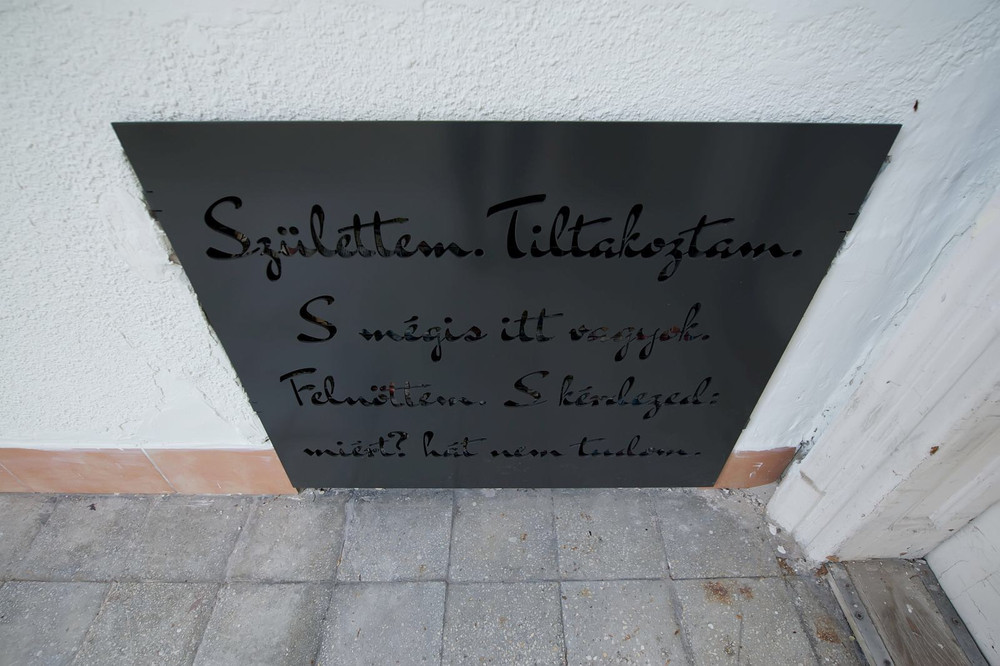 Születtem. Tiltakoztam.
S mégis itt vagyok.
Felnőttem. S kérdezed:
miért? hát nem tudom.